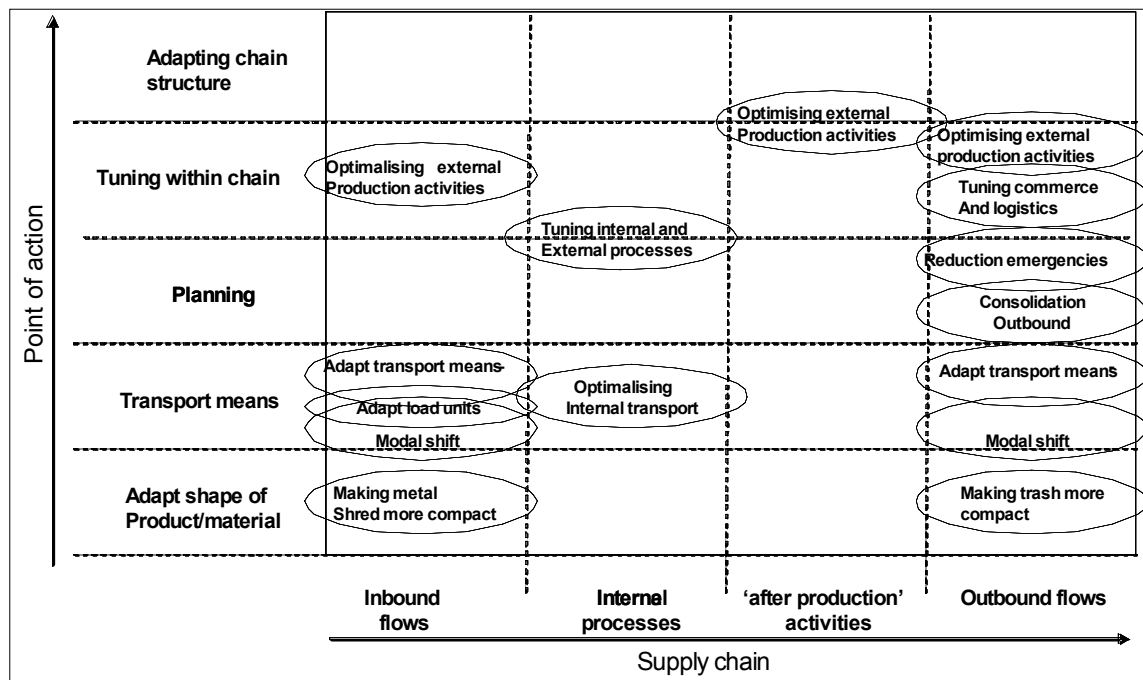 Adapting chain
structure
Optimising external
Production activities
Optimising external
production activities
Tuning within chain
Optimalising external
Production activities
Tuning commerce
And logistics
Tuning internal and
External processes
Planning
Reduction emergencies
Consolidation
Outbound
Transport means
Adapt transport means-
Adapt load units
Modal shift
Optimalising
Internal transport
Adapt transport means
Modal shift
Adapt shape of
Product/material
Making metal
Shred more compact
Making trash more
compact
Point of action
Inbound
flows
Internal
processes
‘after production’
activities
Outbound flows
Supply chain